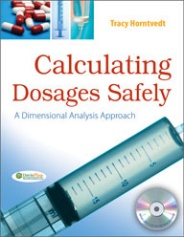 Tracy Horntvedt
Calculating
Dosages Safely
A Dimensional Analysis Approach